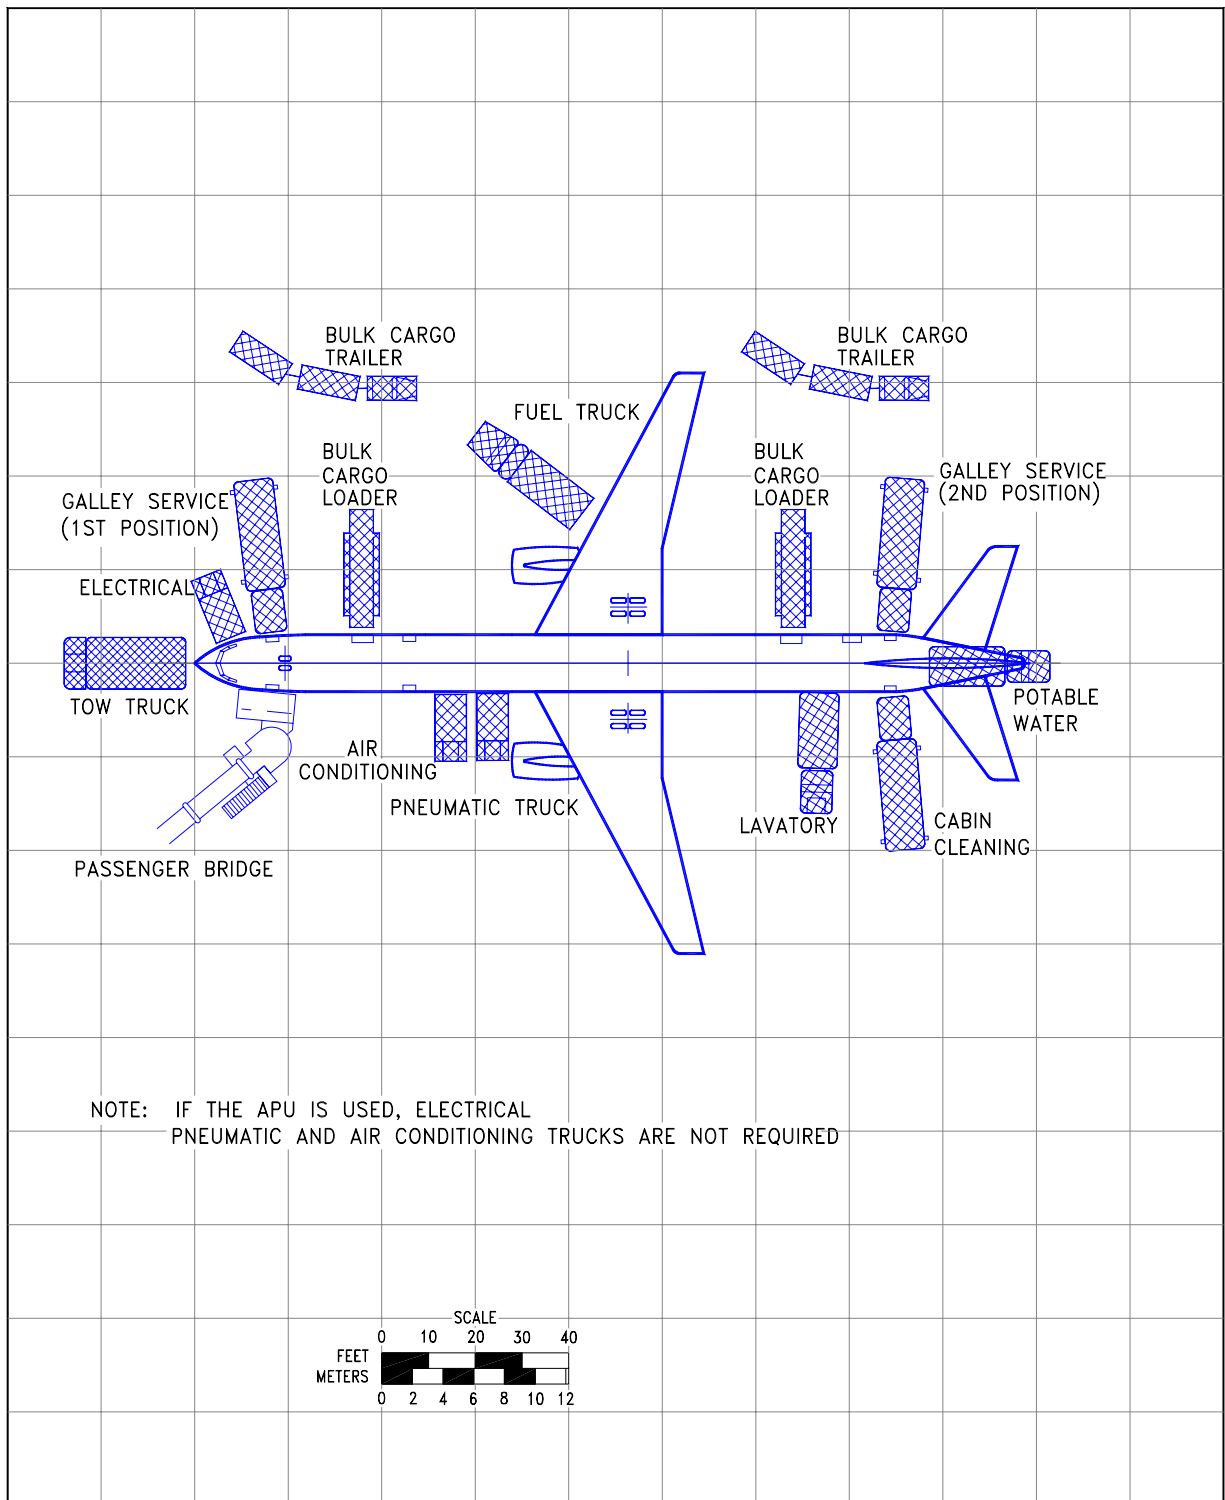 BULK CARGO
TRAILER
BULK CARGO
TRAILER
FUEL TRUCK
BULK
CARGO
LOADER
BULK
CARGO
LOADER
GALLEY SERVICE
(2ND POSITION)
GALLEY SERVICE
(1ST POSITION)
ELECTRICAL
TOW TRUCK
POTABLE
WATER
AIR
CONDITIONING
PNEUMATIC TRUCK
LAVATORY
CABIN
CLEANING
PASSENGER BRIDGE
NOTE: IF THE APU IS USED, ELECTRICAL
PNEUMATIC AND AIR CONDITIONING TRUCKS ARE NOT REQUIRED
SCALE
0 10 20 30 40
FEET
METERS
0 2 4 6 8 10 12